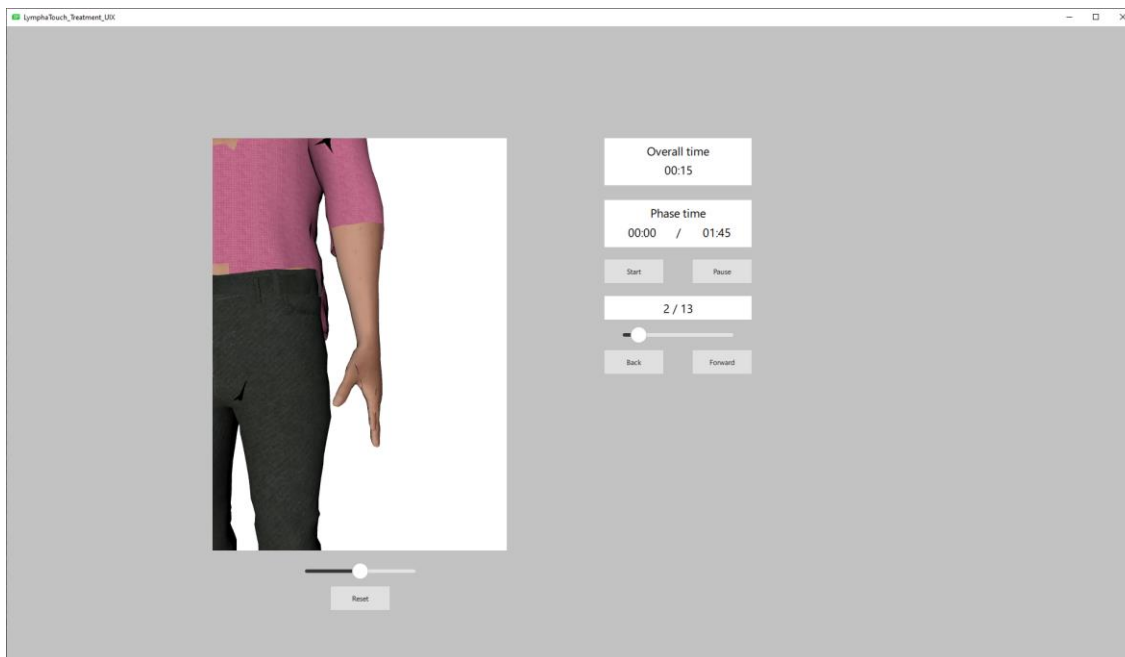 LymphaTouch_Treatment_UIX
Overall time
00:15
Phase time
00:00 / 01:45
Start Pause
2 / 13
Back Forward
Reset